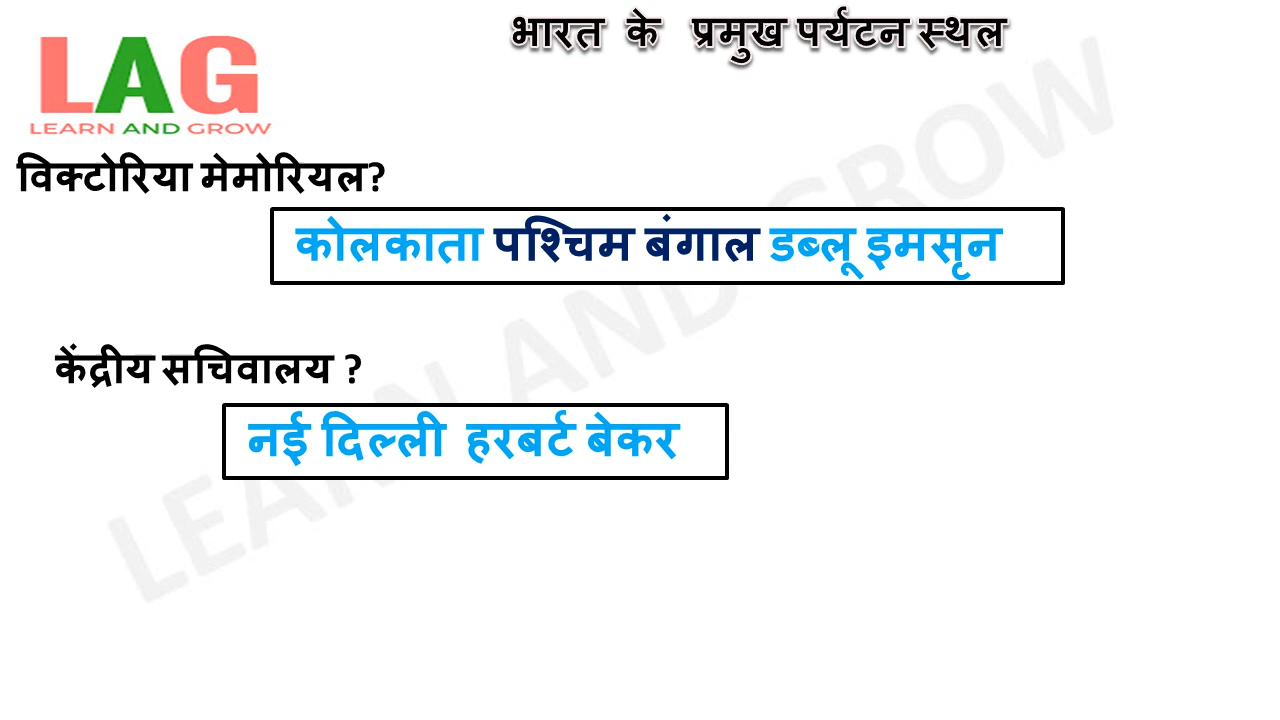 भारत के प्रमुख पर्यटन स्थल
LAG
LEARN AND GROW
विक्टोरिया मेमोरियल?
कोलकाता पश्चिम बंगाल डब्लू इमसृन
केंद्रीय सचिवालय ?
नई दिल्ली हरबर्ट बेकर
LEARN AND GROW